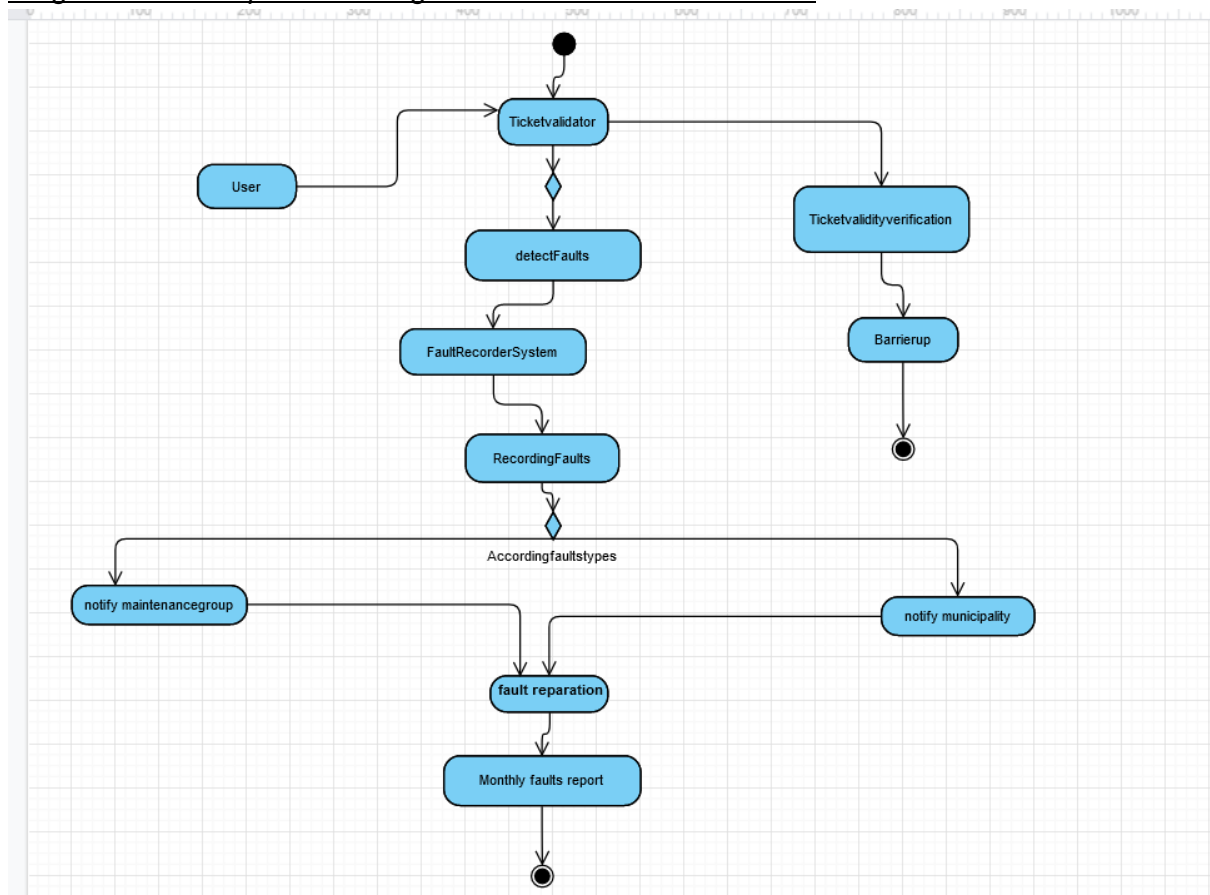 Ticketvalidator
User
Ticketvalidityverification
detectFaults
Barrierup
FaultRecorderSystem
RecordingFaults
Accordingfaultstypes
notify maintenancegroup
notify municipality
fault reparation
Monthly faults report